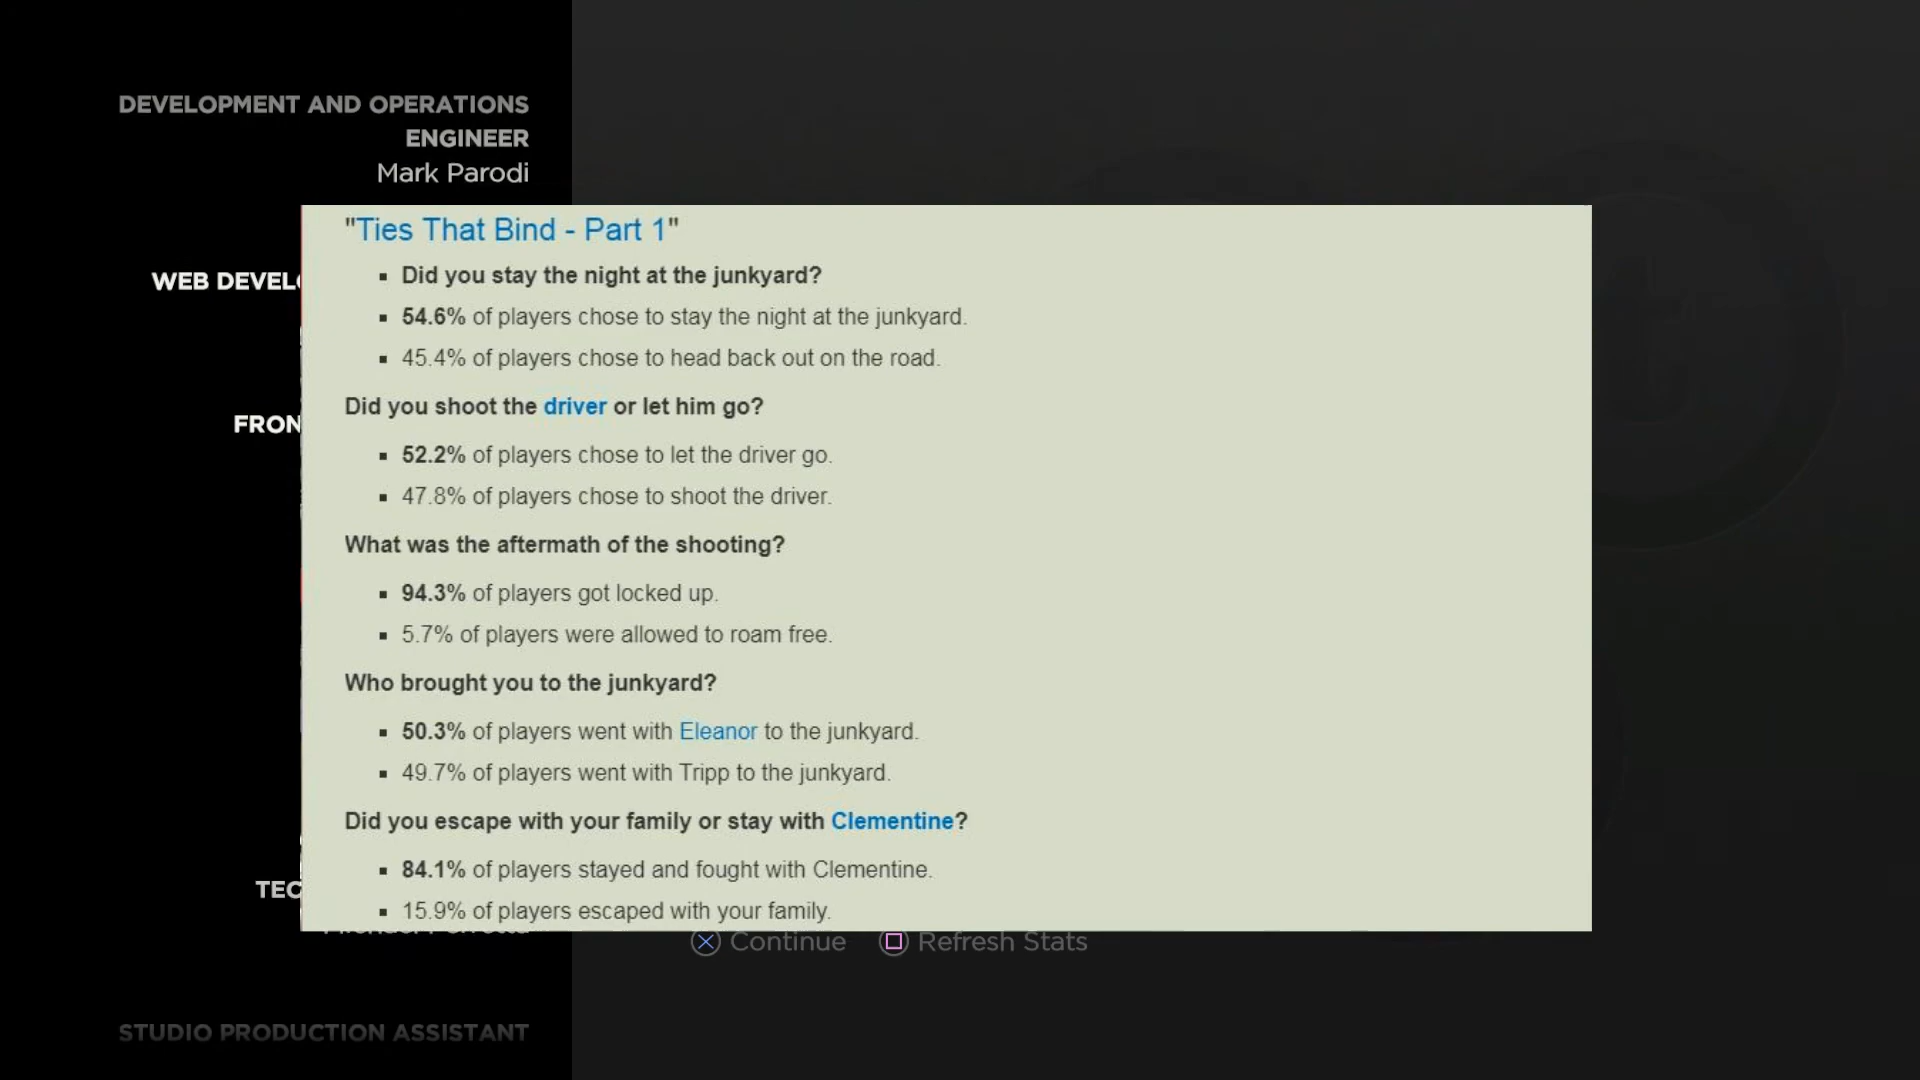 DEVELOPMENT AND OPERATIONS
ENGINEER
Mark Parodi
WEB DEVEL
FRON
TEC
STUDIO PRODUCTION ASSISTANT
"Ties That Bind - Part 1"
▪ Did you stay the night at the junkyard?
▪ 54.6% of players chose to stay the night at the junkyard.
▪ 45.4% of players chose to head back out on the road.
Did you shoot the driver or let him go?
▪ 52.2% of players chose to let the driver go.
▪ 47.8% of players chose to shoot the driver.
What was the aftermath of the shooting?
▪ 94.3% of players got locked up.
▪ 5.7% of players were allowed to roam free.
Who brought you to the junkyard?
▪ 50.3% of players went with Eleanor to the junkyard.
▪ 49.7% of players went with Tripp to the junkyard.
Did you escape with your family or stay with Clementine?
▪ 84.1% of players stayed and fought with Clementine.
▪ 15.9% of players escaped with your family.
Continue Refresh Stats